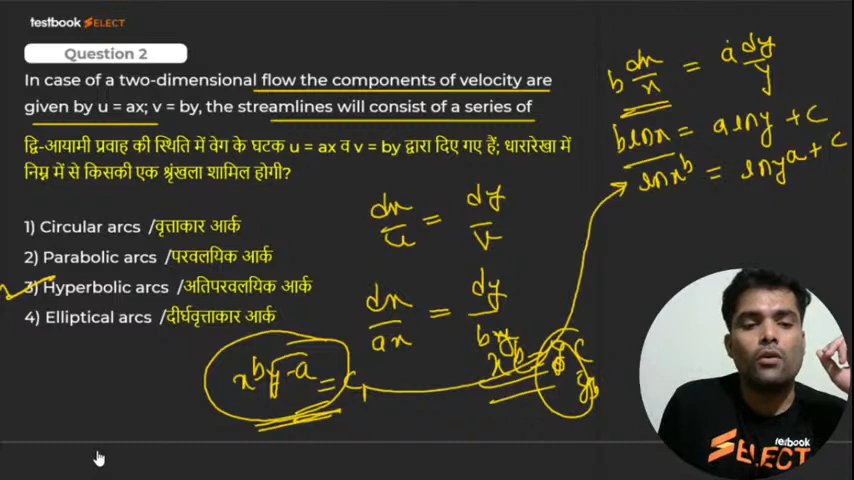 testbook SELECT
Question 2
In case of a two-dimensional flow the components of velocity are
given by u = ax; v = by, the streamlines will consist of a series of
द्वि-आयामी प्रवाह की स्थिति में वेग के घटक u = ax व v = by द्वारा दिए गए हैं; धारारेखा में
निम्न में से किसकी एक श्रृंखला शामिल होगी?
1) Circular arcs /वृत्ताकार आर्क
2) Parabolic arcs /परवलयिक आर्क
3) Hyperbolic arcs /अतिपरवलयिक आर्क
4) Elliptical arcs /दीर्घवृत्ताकार आर्क
dx/u = dy/v
dx/ax = dy/by
x^b y^-a = C1
b dx/x = a dy/y
b ln x = a ln y + C
ln x^b = ln y^a + C
testbook
SELECT